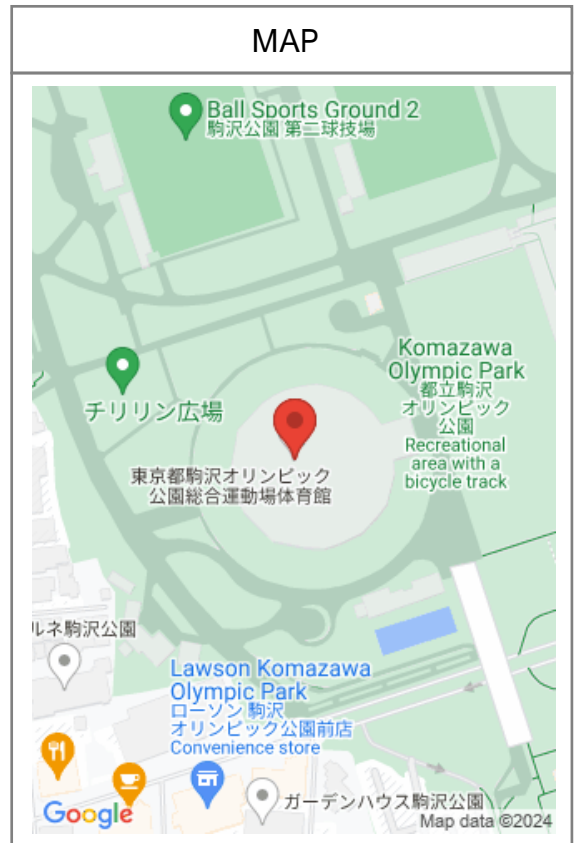 MAP
Ball Sports Ground 2
駒沢公園 第二球技場
Komazawa
Olympic Park
都立駒沢
オリンピック
公園
Recreational
area with a
bicycle track
チリリン広場
東京都駒沢オリンピック
公園総合運動場体育館
ルネ駒沢公園
Lawson Komazawa
Olympic Park
ローソン 駒沢
オリンピック公園前店
Convenience store
ガーデンハウス駒沢公園
Google
Map data ©2024